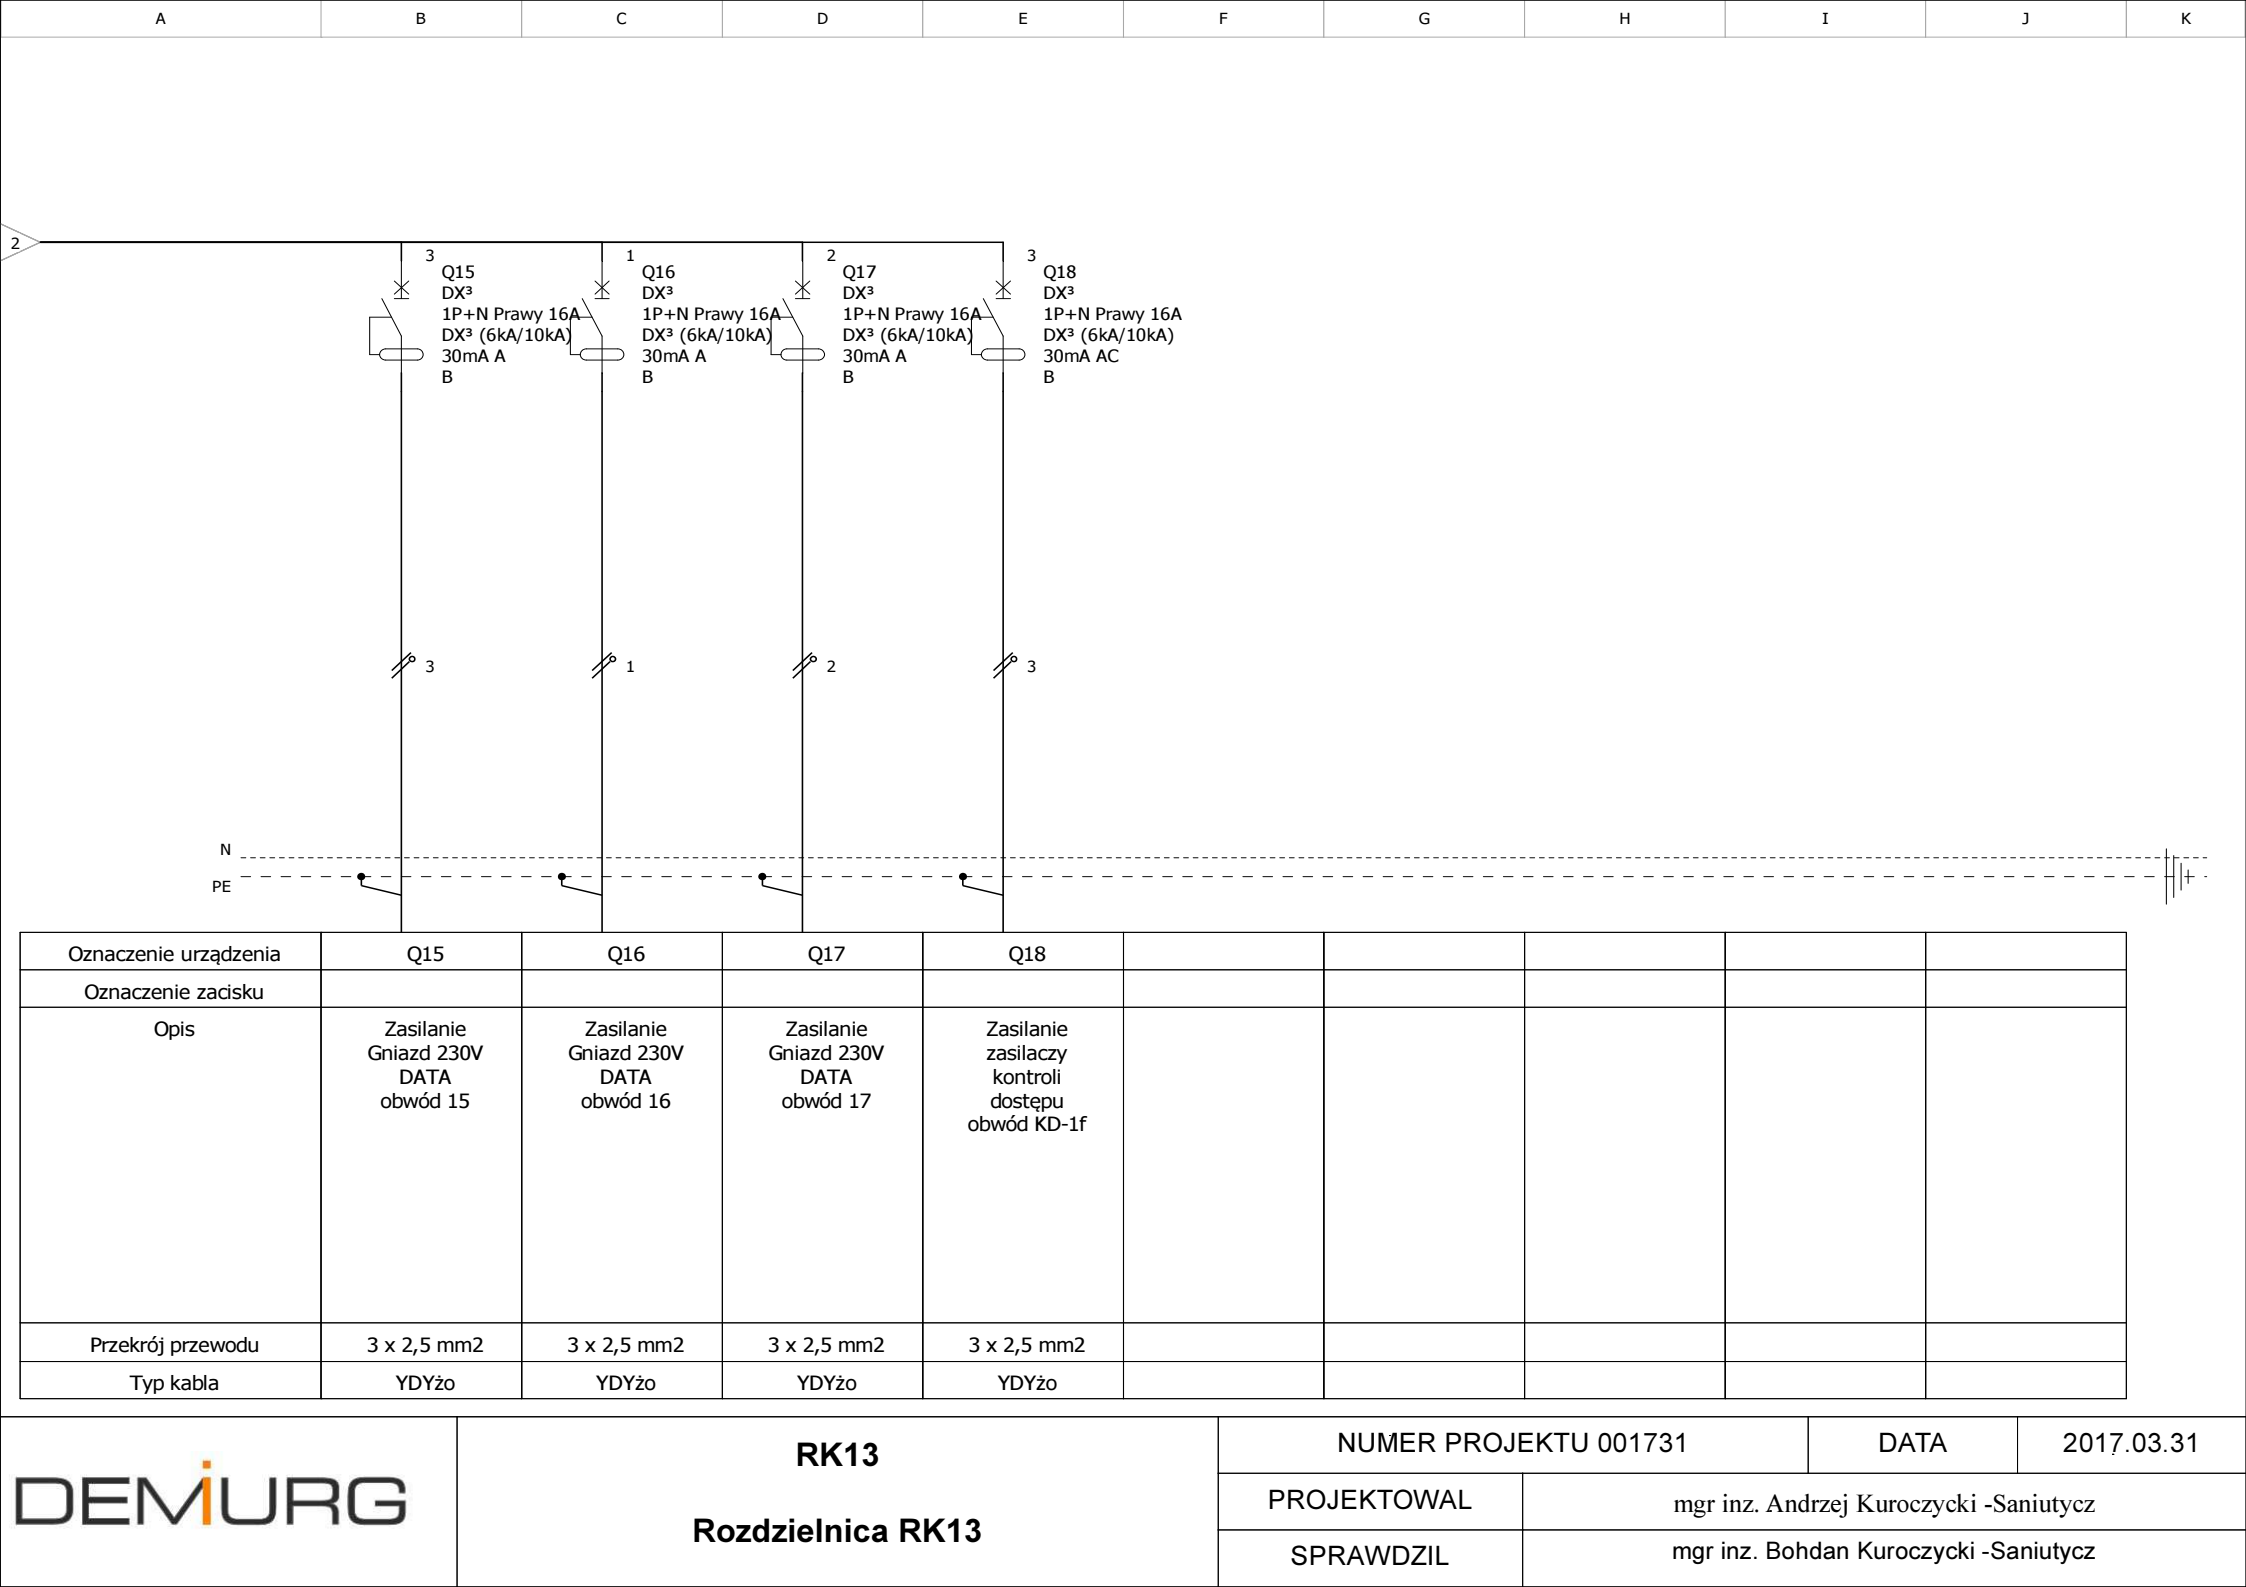 A B C D E F G H I J K
2
3 1 2 3
Q15 Q16 Q17 Q18
DX³ DX³ DX³ DX³
1P+N Prawy 16A 1P+N Prawy 16A 1P+N Prawy 16A 1P+N Prawy 16A
DX³ (6kA/10kA) DX³ (6kA/10kA) DX³ (6kA/10kA) DX³ (6kA/10kA)
30mA A 30mA A 30mA A 30mA AC
B B B B
3 1 2 3
N
PE
Oznaczenie urządzenia Q15 Q16 Q17 Q18
Oznaczenie zacisku
Opis Zasilanie Zasilanie Zasilanie Zasilanie
Gniazd 230V Gniazd 230V Gniazd 230V zasilaczy
DATA DATA DATA kontroli
obwód 15 obwód 16 obwód 17 dostępu
obwód KD-1f
Przekrój przewodu 3 x 2,5 mm2 3 x 2,5 mm2 3 x 2,5 mm2 3 x 2,5 mm2
Typ kabla YDYżo YDYżo YDYżo YDYżo
DEMiURG
RK13
Rozdzielnica RK13
NUMER PROJEKTU 001731 DATA 2017.03.31
PROJEKTOWAL mgr inz. Andrzej Kuroczycki -Saniutycz
SPRAWDZIL mgr inz. Bohdan Kuroczycki -Saniutycz